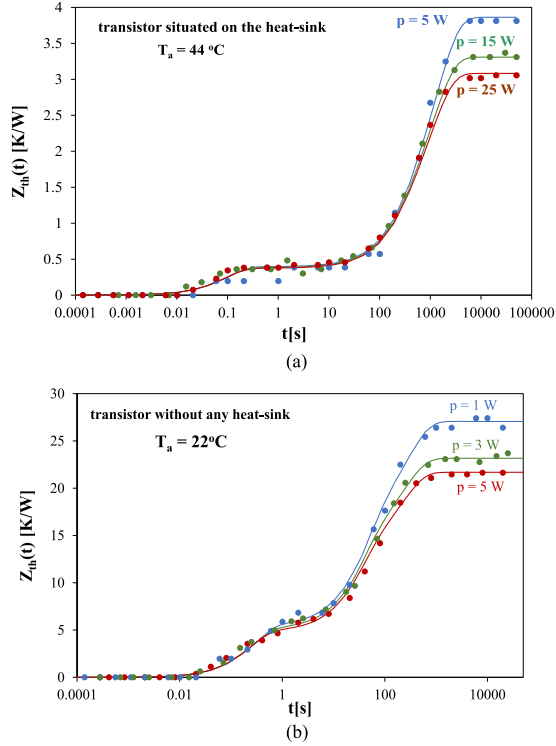 4
3.5
3
2.5
2
1.5
1
0.5
0
Zth(t) [K/W]
transistor situated on the heat-sink
Ta = 44 °C
p = 5 W
p = 15 W
p = 25 W
0.0001 0.001 0.01 0.1 1 10 100 1000 10000 100000
t[s]
(a)
30
25
20
15
10
5
0
Zth(t) [K/W]
transistor without any heat-sink
Ta = 22°C
p = 1 W
p = 3 W
p = 5 W
0.0001 0.01 1 100 10000
t[s]
(b)